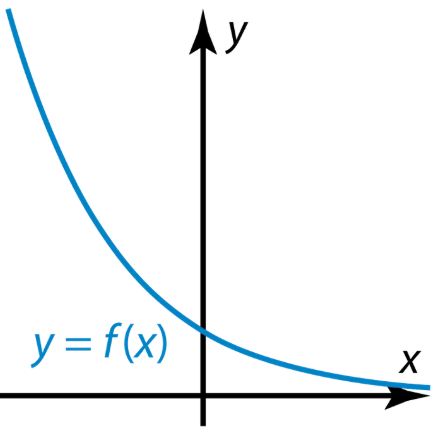 y
y = f(x)
x